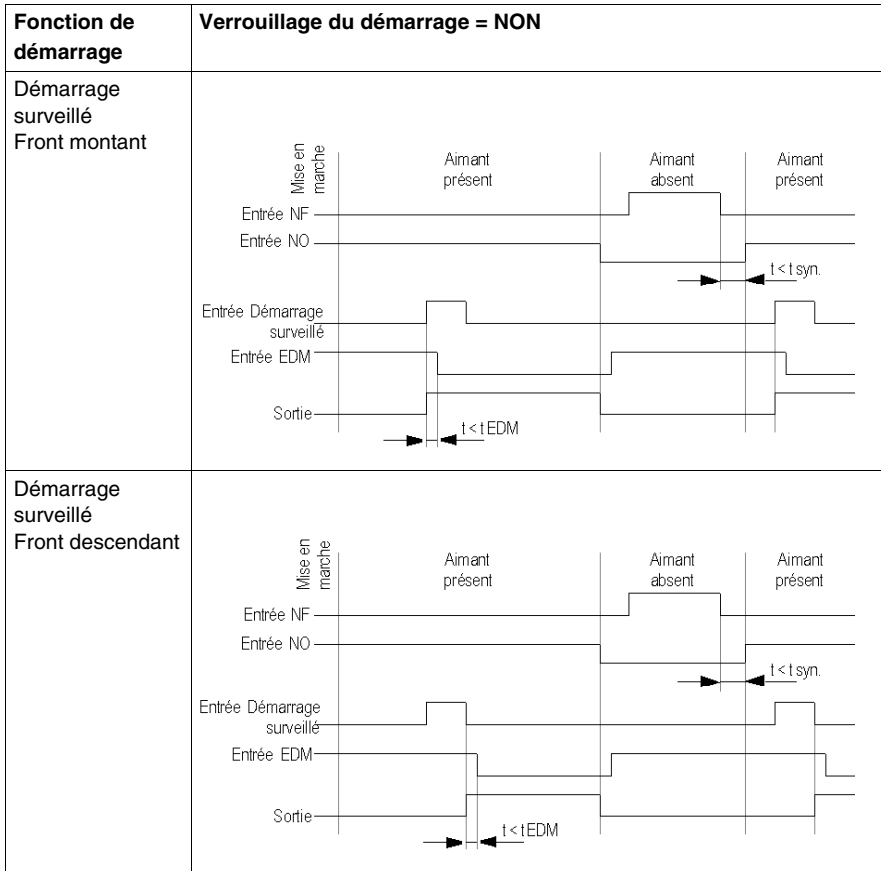 Fonction de
démarrage
Verrouillage du démarrage = NON
Démarrage
surveillé
Front montant
Mise en
marche
Aimant
présent
Aimant
absent
Aimant
présent
Entrée NF
Entrée NO
t < t syn.
Entrée Démarrage
surveillé
Entrée EDM
Sortie
t < t EDM
Démarrage
surveillé
Front descendant
Mise en
marche
Aimant
présent
Aimant
absent
Aimant
présent
Entrée NF
Entrée NO
t < t syn.
Entrée Démarrage
surveillé
Entrée EDM
Sortie
t < t EDM